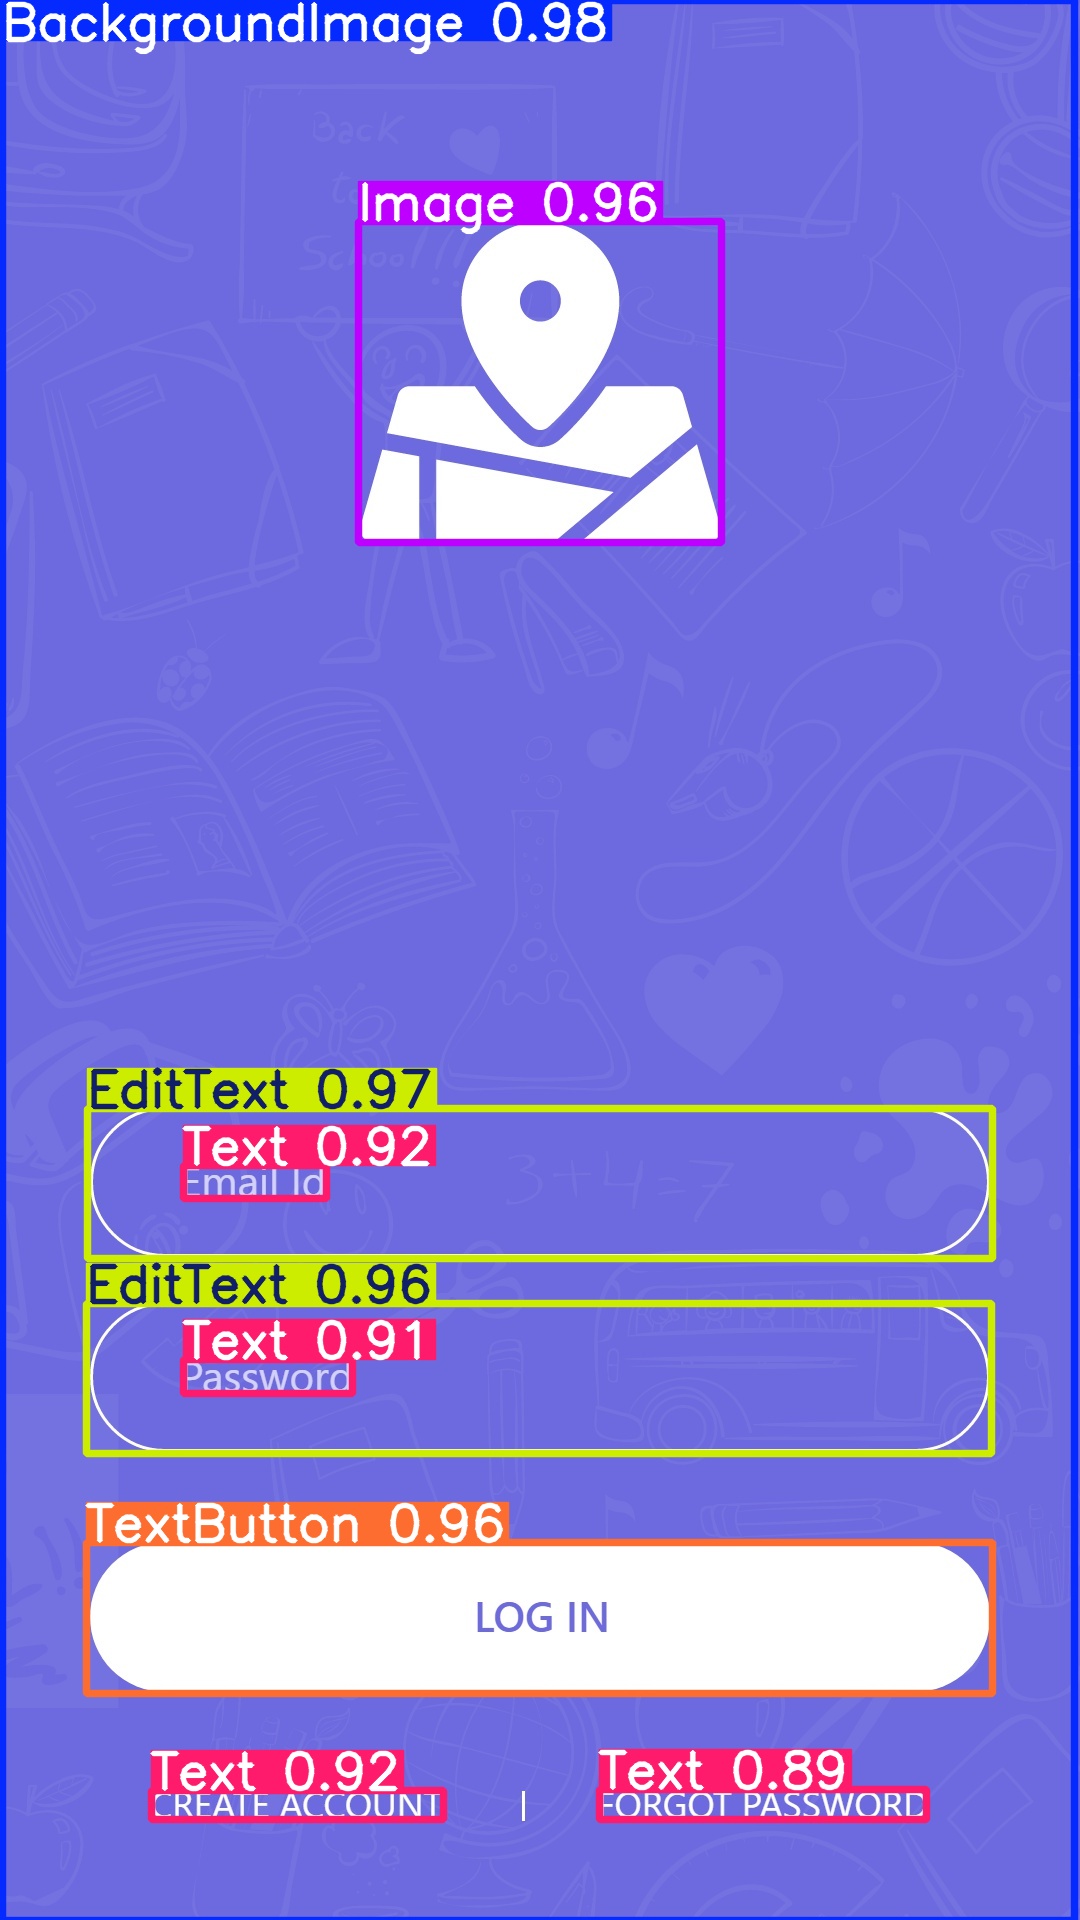 BackgroundImage 0.98
Back
to
School!!!
Image 0.96
EditText 0.97
Text 0.92
Email Id
3+4=7
EditText 0.96
Text 0.91
Password
TextButton 0.96
LOG IN
Text 0.92
Text 0.89
CREATE ACCOUNT | FORGOT PASSWORD